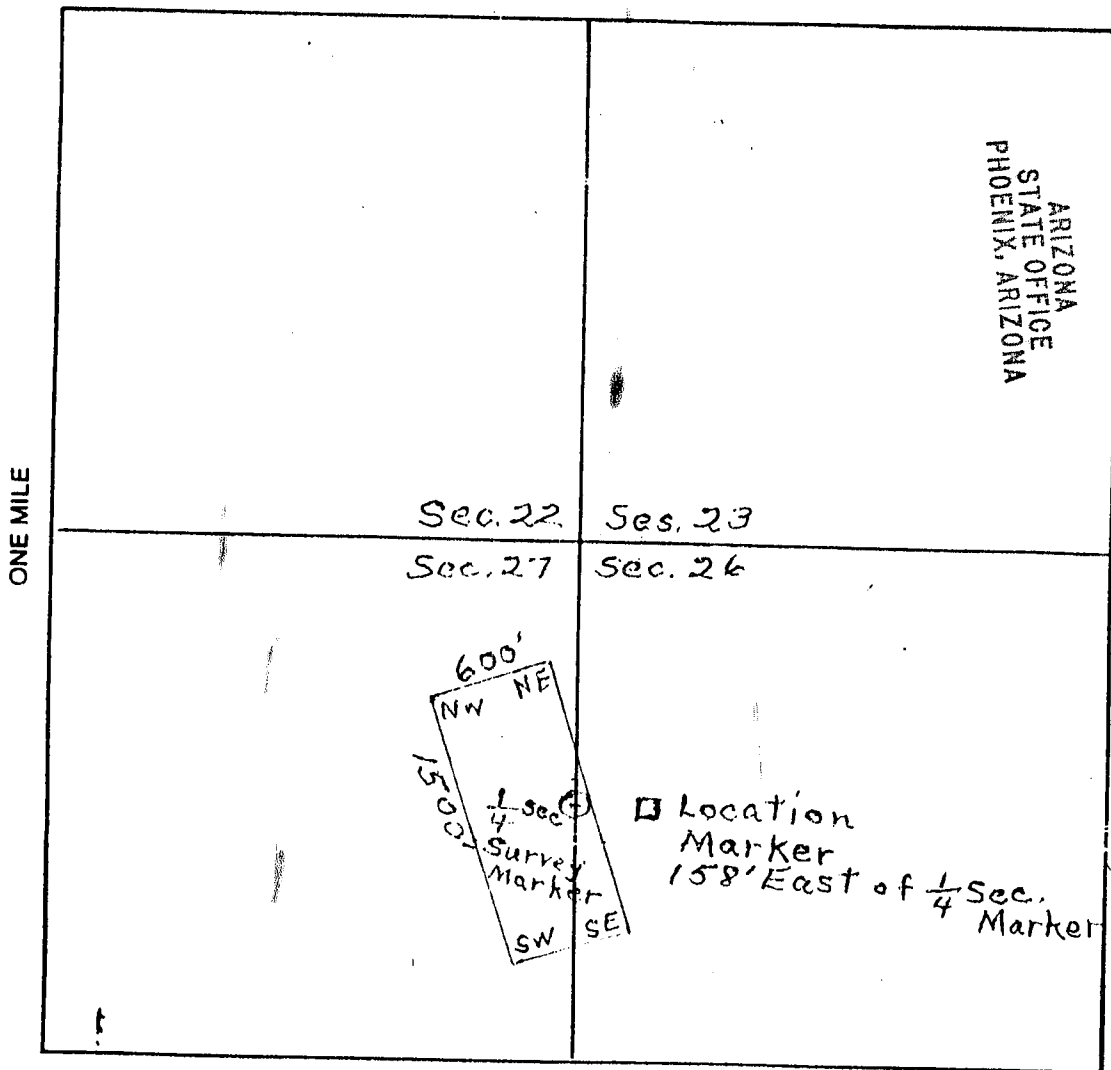 ARIZONA
STATE OFFICE
PHOENIX, ARIZONA
ONE MILE
Sec. 22
Ses. 23
Sec. 27
Sec. 26
600'
NW
NE
1500'
1/4 sec
Survey
Marker
SW
SE
Location
Marker
158' East of 1/4 Sec.
Marker